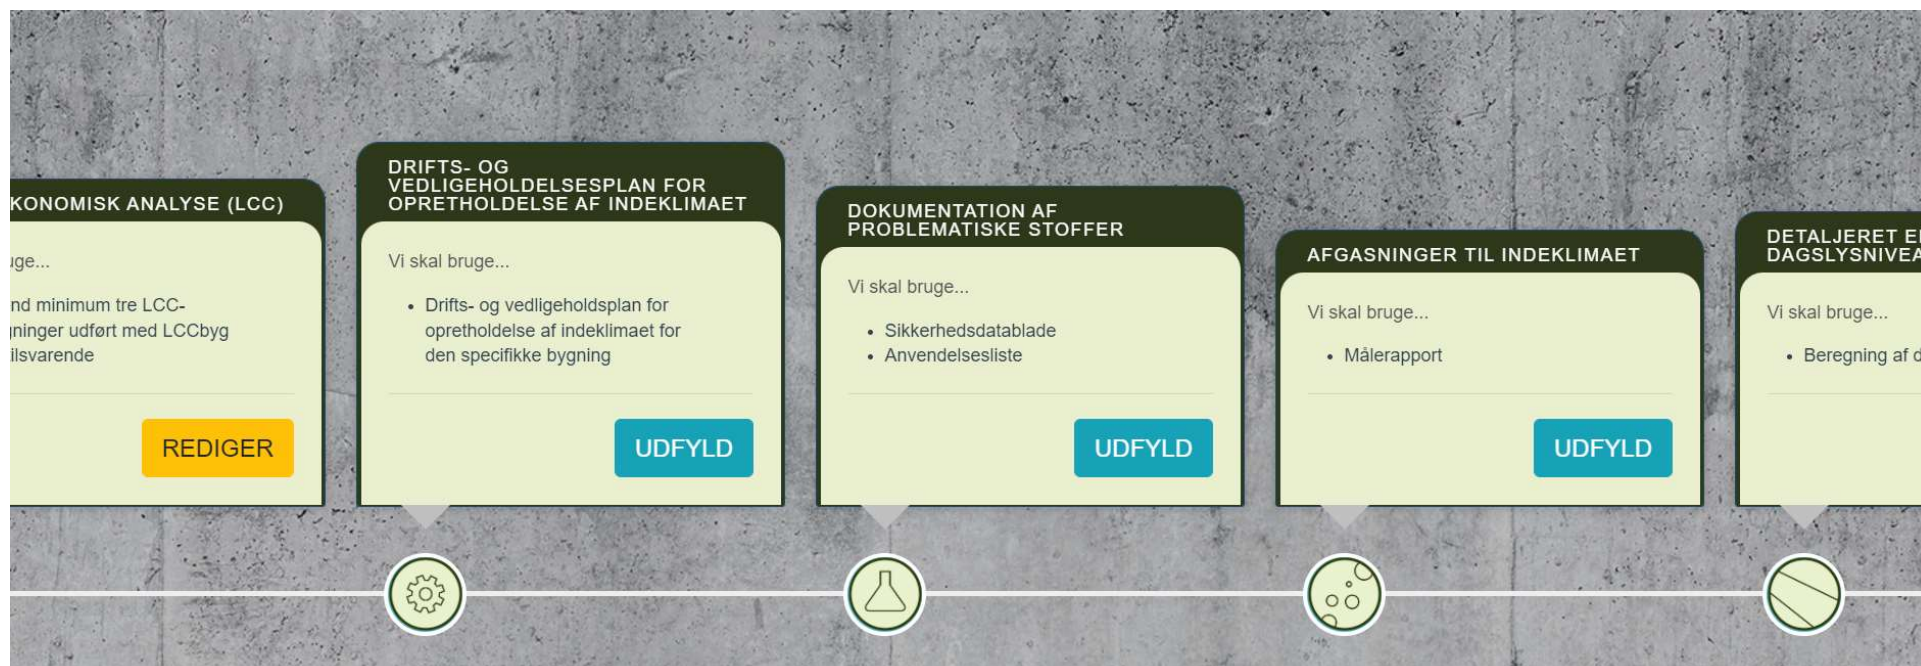 KONOMISK ANALYSE (LCC)
nd minimum tre LCC-
gninger udført med LCCbyg
ilsvarende
REDIGER
DRIFTS- OG
VEDLIGEHOLDELSESPLAN FOR
OPRETHOLDELSE AF INDEKLIMAET
Vi skal bruge...
• Drifts- og vedligeholdsplan for
opretholdelse af indeklimaet for
den specifikke bygning
UDFYLD
DOKUMENTATION AF
PROBLEMATISKE STOFFER
Vi skal bruge...
• Sikkerhedsdatablade
• Anvendelsesliste
UDFYLD
AFGASNINGER TIL INDEKLIMAET
Vi skal bruge...
• Målerapport
UDFYLD
DETALJERET
DAGSLYSNIVEA
Vi skal bruge...
• Beregning af d